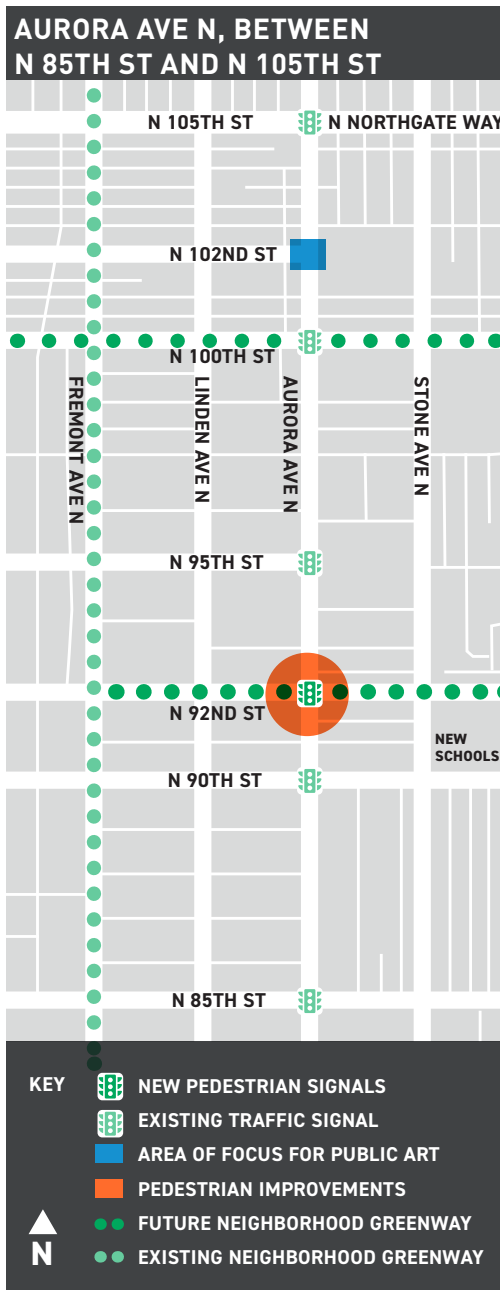 AURORA AVE N, BETWEEN
N 85TH ST AND N 105TH ST
N 105TH ST
N NORTHGATE WAY
N 102ND ST
N 100TH ST
FREMONT AVE N
LINDEN AVE N
AURORA AVE N
STONE AVE N
N 95TH ST
N 92ND ST
NEW
SCHOOLS
N 90TH ST
N 85TH ST
KEY
NEW PEDESTRIAN SIGNALS
EXISTING TRAFFIC SIGNAL
AREA OF FOCUS FOR PUBLIC ART
PEDESTRIAN IMPROVEMENTS
FUTURE NEIGHBORHOOD GREENWAY
EXISTING NEIGHBORHOOD GREENWAY
N